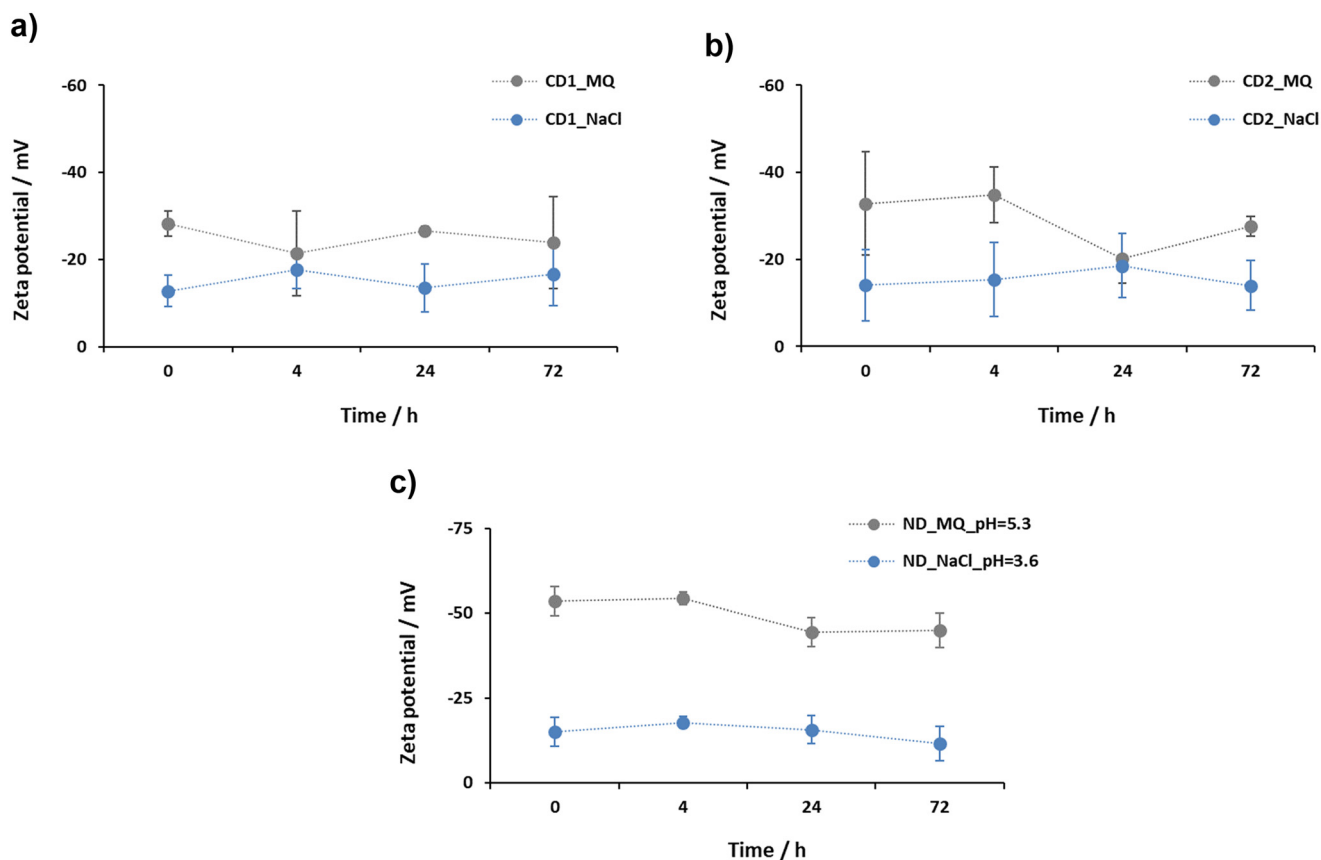 a)
CD1_MQ
CD1_NaCl
-60
-40
-20
0
Zeta potential / mV
0 4 24 72
Time / h
b)
CD2_MQ
CD2_NaCl
-60
-40
-20
0
Zeta potential / mV
0 4 24 72
Time / h
c)
ND_MQ_pH=5.3
ND_NaCl_pH=3.6
-75
-50
-25
0
Zeta potential / mV
0 4 24 72
Time / h